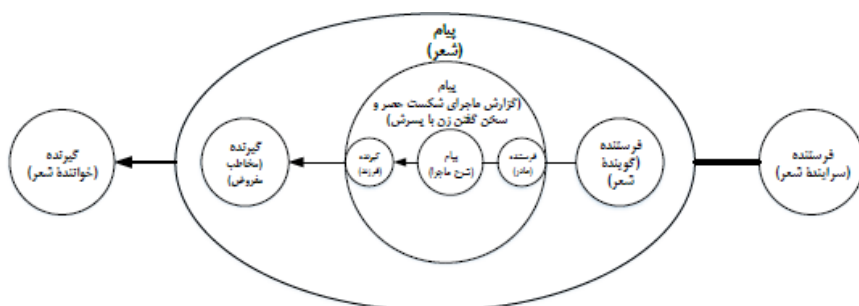 پیام
(شعر)
پیام
(گزارش ماجرای شکست حصر و
سخن گفتن زن با پسرش)
فرستنده
(سرایندهٔ شعر)
فرستنده
(گویندهٔ
شعر)
فرستنده
(مادر)
پیام
(شرح ماجرا)
گیرنده
(فرزند)
گیرنده
(مخاطب
مفروض)
گیرنده
(خوانندهٔ شعر)